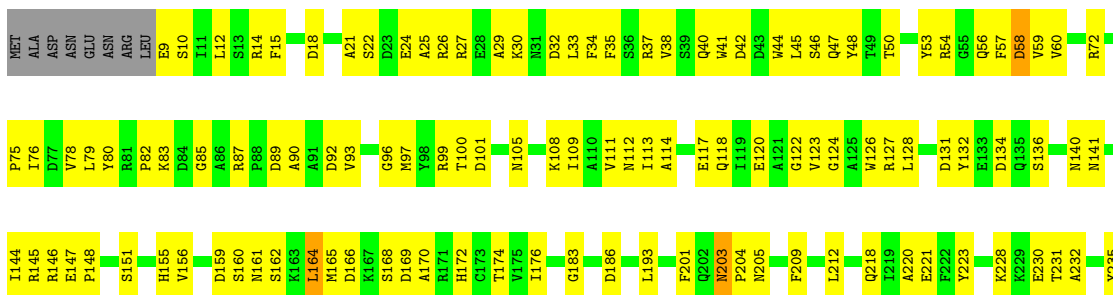 MET ALA ASP ASN GLU ASN ARG LEU E9 S10 I11 L12 S13 R14 F15 D18 A21 S22 D23 E24 A25 R26 R27 E28 A29 K30 N31 D32 L33 F34 F35 S36 R37 V38 S39 Q40 W41 D42 D43 W44 L45 S46 Q47 Y48 T49 T50 Y53 R54 G55 Q56 F57 D58 V59 V60 R72
P75 I76 D77 V78 L79 Y80 R81 P82 K83 D84 G85 A86 R87 P88 D89 A90 A91 D92 V93 G96 M97 Y98 R99 T100 D101 N105 K108 I109 A110 V111 N112 I113 A114 E117 Q118 I119 E120 A121 G122 V123 G124 A125 W126 R127 L128 D131 Y132 E133 D134 Q135 S136 N140 N141
I144 R145 R146 E147 P148 S151 H155 V156 D159 S160 N161 S162 K163 L164 M165 D166 K167 S168 D169 A170 R171 H172 C173 T174 V175 I176 G183 D186 L193 F201 Q202 N203 P204 N205 F209 L212 Q218 I219 A220 E221 F222 Y223 K228 K229 E230 T231 A232 Y235